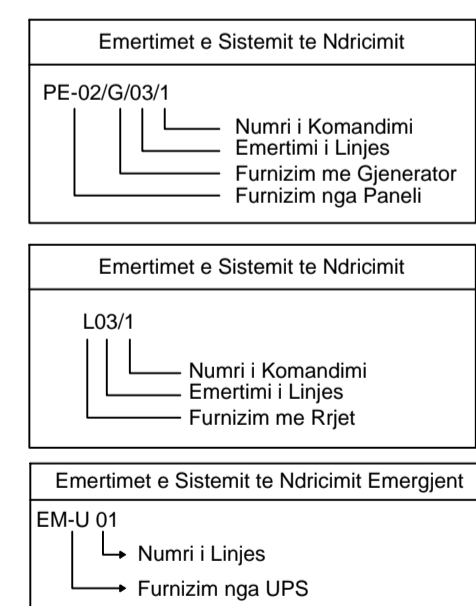 Emertimet e Sistemit te Ndricimit
PE-02/G/03/1
Numri i Komandimi
Emertimi i Linjes
Furnizim me Gjenerator
Furnizim nga Paneli
Emertimet e Sistemit te Ndricimit
L03/1
Numri i Komandimi
Emertimi i Linjes
Furnizim me Rrjet
Emertimet e Sistemit te Ndricimit Emergjent
EM-U 01
Numri i Linjes
Furnizim nga UPS